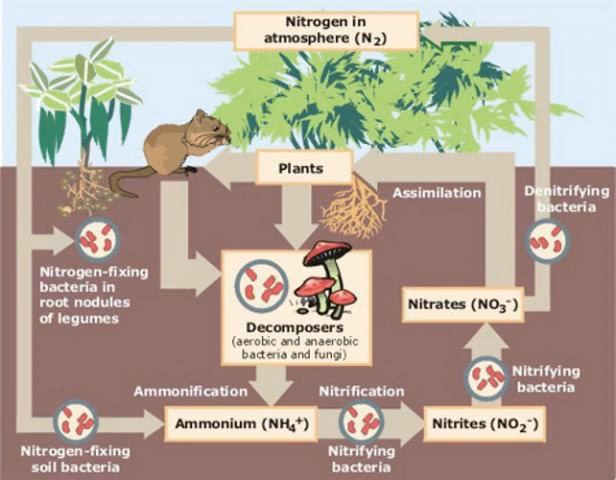 Nitrogen in
atmosphere (N₂)
Plants
Assimilation
Denitrifying
bacteria
Nitrogen-fixing
bacteria in
root nodules
of legumes
Decomposers
(aerobic and anaerobic
bacteria and fungi)
Nitrates (NO₃⁻)
Nitrifying
bacteria
Ammonification
Nitrification
Ammonium (NH₄⁺)
Nitrites (NO₂⁻)
Nitrogen-fixing
soil bacteria
Nitrifying
bacteria